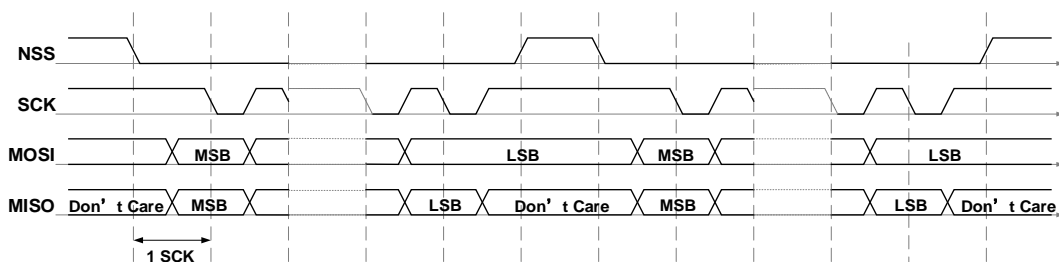 NSS
SCK
MOSI MSB LSB MSB LSB
MISO Don't Care MSB LSB Don't Care MSB LSB Don't Care
1 SCK